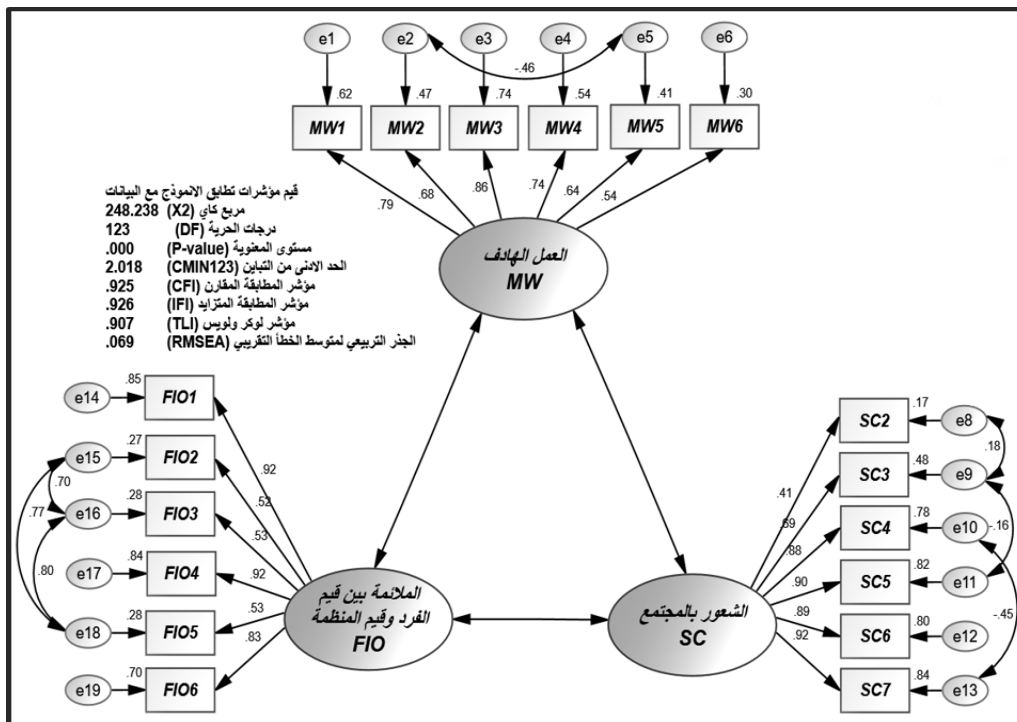 e1 e2 e3 e4 e5 e6
-.46
.62 .47 .74 .54 .41 .30
MW1 MW2 MW3 MW4 MW5 MW6
.79 .68 .86 .74 .64 .54
قيم مؤشرات تطابق الانموذج مع البيانات
مربع كاي (X2) 248.238
درجات الحرية (DF) 123
مستوى المعنوية (P-value) .000
الحد الادنى من التباين (CMIN123) 2.018
مؤشر المطابقة المقارن (CFI) .925
مؤشر المطابقة المتزايد (IFI) .926
مؤشر لوكر ولويس (TLI) .907
الجذر التربيعي لمتوسط الخطأ التقريبي (RMSEA) .069
العمل الهادف
MW
e14 .85 FIO1
e15 .27 FIO2
e16 .28 FIO3
e17 .84 FIO4
e18 .28 FIO5
e19 .70 FIO6
.70
.77
.80
.92
.52
.53
.92
.53
.83
الملائمة بين قيم
الفرد وقيم المنظمة
FIO
الشعور بالمجتمع
SC
.41
.69
.88
.90
.89
.92
SC2 .17 e8
SC3 .48 e9
SC4 .78 e10
SC5 .82 e11
SC6 .80 e12
SC7 .84 e13
.18
-.16
-.45